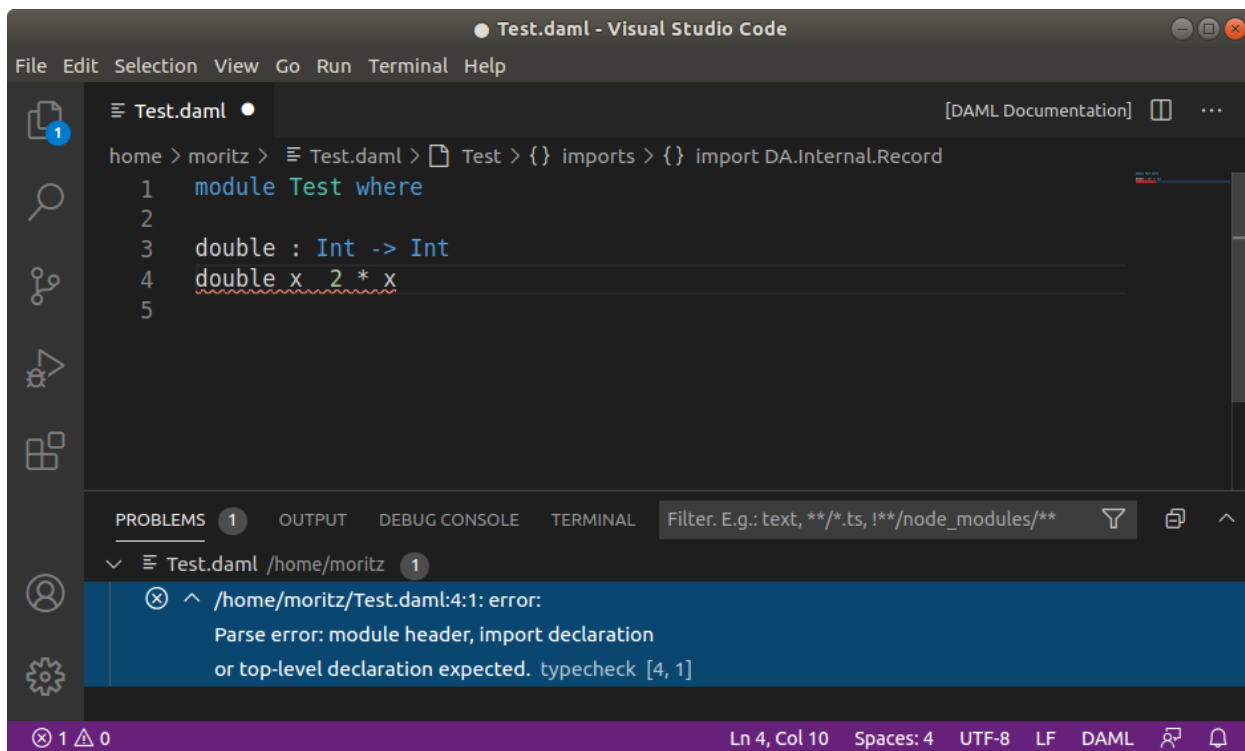 ● Test.daml - Visual Studio Code
File Edit Selection View Go Run Terminal Help
Test.daml ● [DAML Documentation] ...
home > moritz > Test.daml > Test > {} imports > {} import DA.Internal.Record
1 module Test where
2
3 double : Int -> Int
4 double x  2 * x
5
PROBLEMS 1 OUTPUT DEBUG CONSOLE TERMINAL Filter. E.g.: text, **/*.ts, !**/node_modules/**
Test.daml /home/moritz 1
/home/moritz/Test.daml:4:1: error:
Parse error: module header, import declaration
or top-level declaration expected. typecheck [4, 1]
1 0 Ln 4, Col 10 Spaces: 4 UTF-8 LF DAML
1